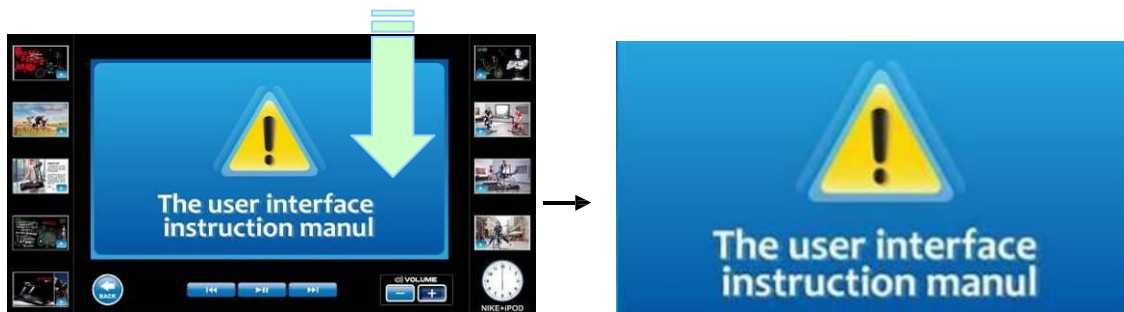 The user interface
instruction manul
BACK
VOLUME
NIKE+iPOD
The user interface
instruction manul